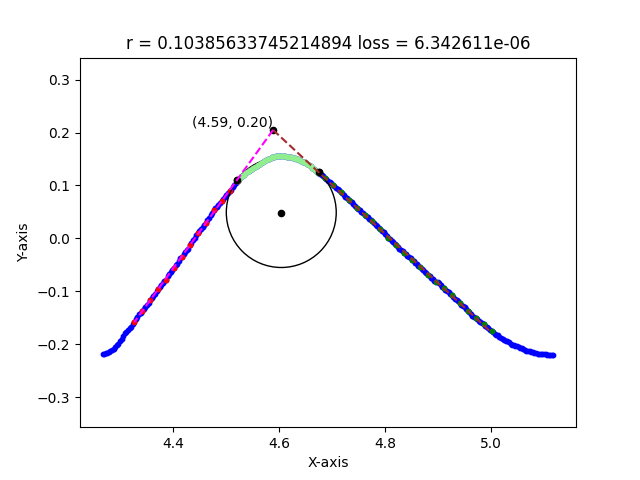 r = 0.10385633745214894 loss = 6.342611e-06
(4.59, 0.20)
0.3
0.2
0.1
0.0
−0.1
−0.2
−0.3
Y-axis
4.4 4.6 4.8 5.0
X-axis